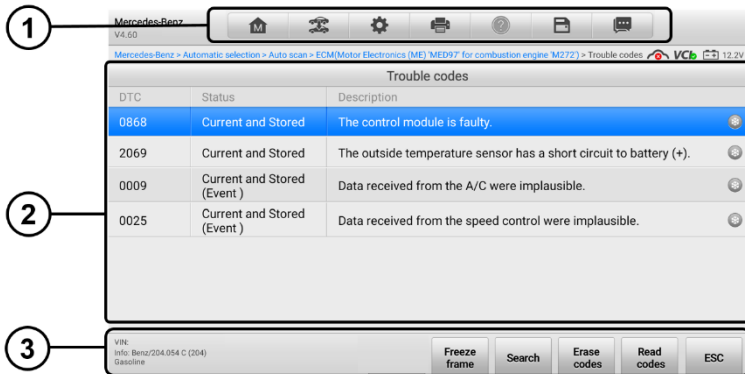 1
Mercedes-Benz
V4.60
M
Mercedes-Benz > Automatic selection > Auto scan > ECM(Motor Electronics (ME) 'MED97' for combustion engine 'M272') > Trouble codes VCb 12.2V
Trouble codes
DTC Status Description
0868 Current and Stored The control module is faulty.
2069 Current and Stored The outside temperature sensor has a short circuit to battery (+).
0009 Current and Stored (Event ) Data received from the A/C were implausible.
2
0025 Current and Stored (Event ) Data received from the speed control were implausible.
3
VIN:
Info: Benz/204.054 C (204)
Gasoline
Freeze frame
Search
Erase codes
Read codes
ESC